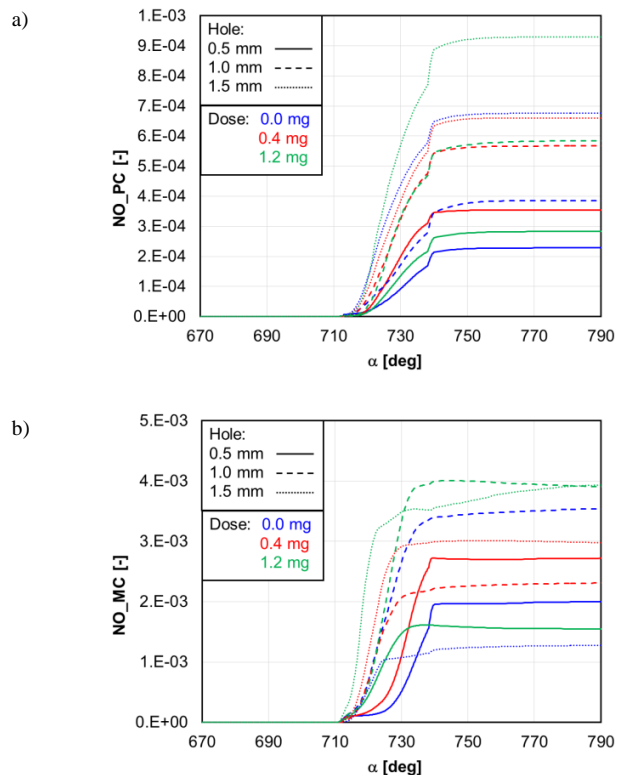 a)
NO_PC [-]
1.E-03
9.E-04
8.E-04
7.E-04
6.E-04
5.E-04
4.E-04
3.E-04
2.E-04
1.E-04
0.E+00
Hole:
0.5 mm
1.0 mm
1.5 mm
Dose: 0.0 mg
0.4 mg
1.2 mg
670 690 710 730 750 770 790
α [deg]
b)
NO_MC [-]
5.E-03
4.E-03
3.E-03
2.E-03
1.E-03
0.E+00
Hole:
0.5 mm
1.0 mm
1.5 mm
Dose: 0.0 mg
0.4 mg
1.2 mg
670 690 710 730 750 770 790
α [deg]